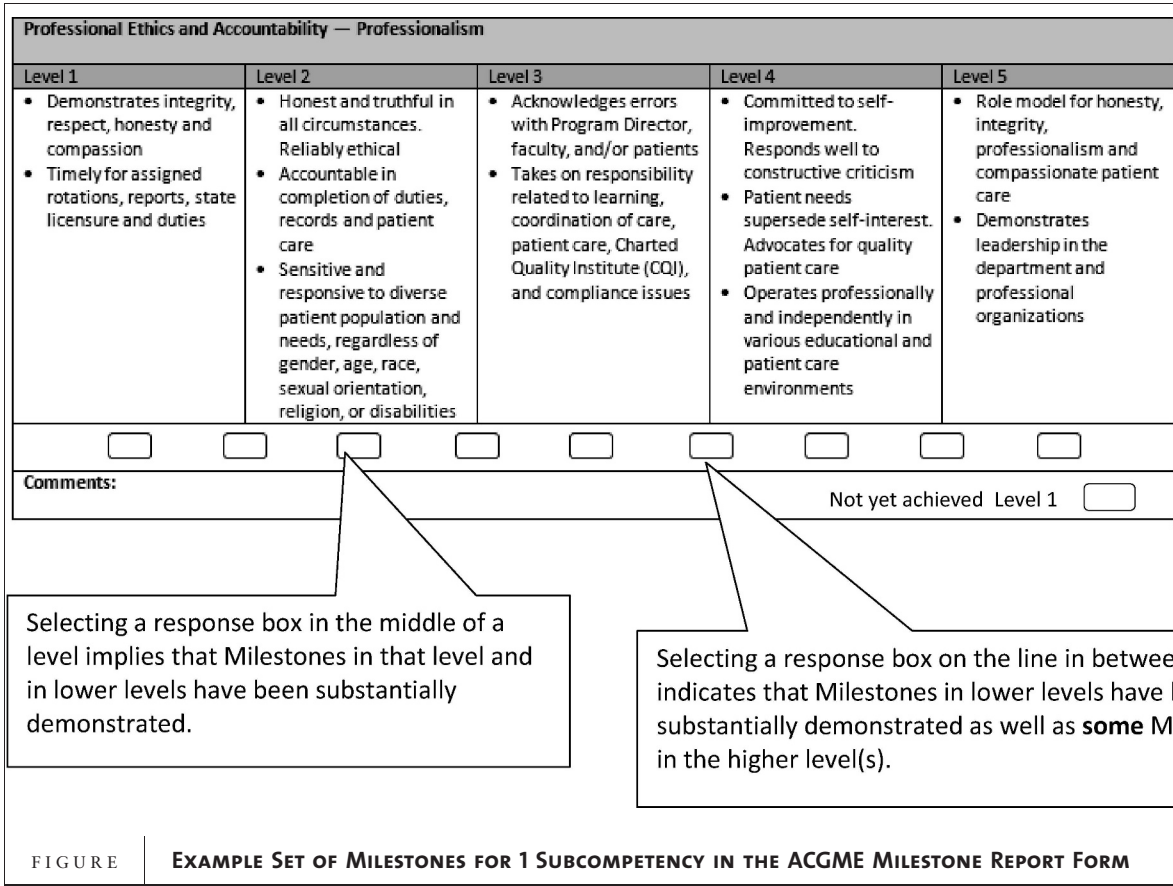 Professional Ethics and Accountability — Professionalism
Level 1
Level 2
Level 3
Level 4
Level 5
• Demonstrates integrity,
respect, honesty and
compassion
• Timely for assigned
rotations, reports, state
licensure and duties
• Honest and truthful in
all circumstances.
Reliably ethical
• Accountable in
completion of duties,
records and patient
care
• Sensitive and
responsive to diverse
patient population and
needs, regardless of
gender, age, race,
sexual orientation,
religion, or disabilities
• Acknowledges errors
with Program Director,
faculty, and/or patients
• Takes on responsibility
related to learning,
coordination of care,
patient care, Charted
Quality Institute (CQI),
and compliance issues
• Committed to self-
improvement.
Responds well to
constructive criticism
• Patient needs
supersede self-interest.
Advocates for quality
patient care
• Operates professionally
and independently in
various educational and
patient care
environments
• Role model for honesty,
integrity,
professionalism and
compassionate patient
care
• Demonstrates
leadership in the
department and
professional
organizations
Comments:
Not yet achieved Level 1
Selecting a response box in the middle of a
level implies that Milestones in that level and
in lower levels have been substantially
demonstrated.
Selecting a response box on the line in
indicates that Milestones in lower levels have
substantially demonstrated as well as some
in the higher level(s).
FIGURE
EXAMPLE SET OF MILESTONES FOR 1 SUBCOMPETENCY IN THE ACGME MILESTONE REPORT FORM